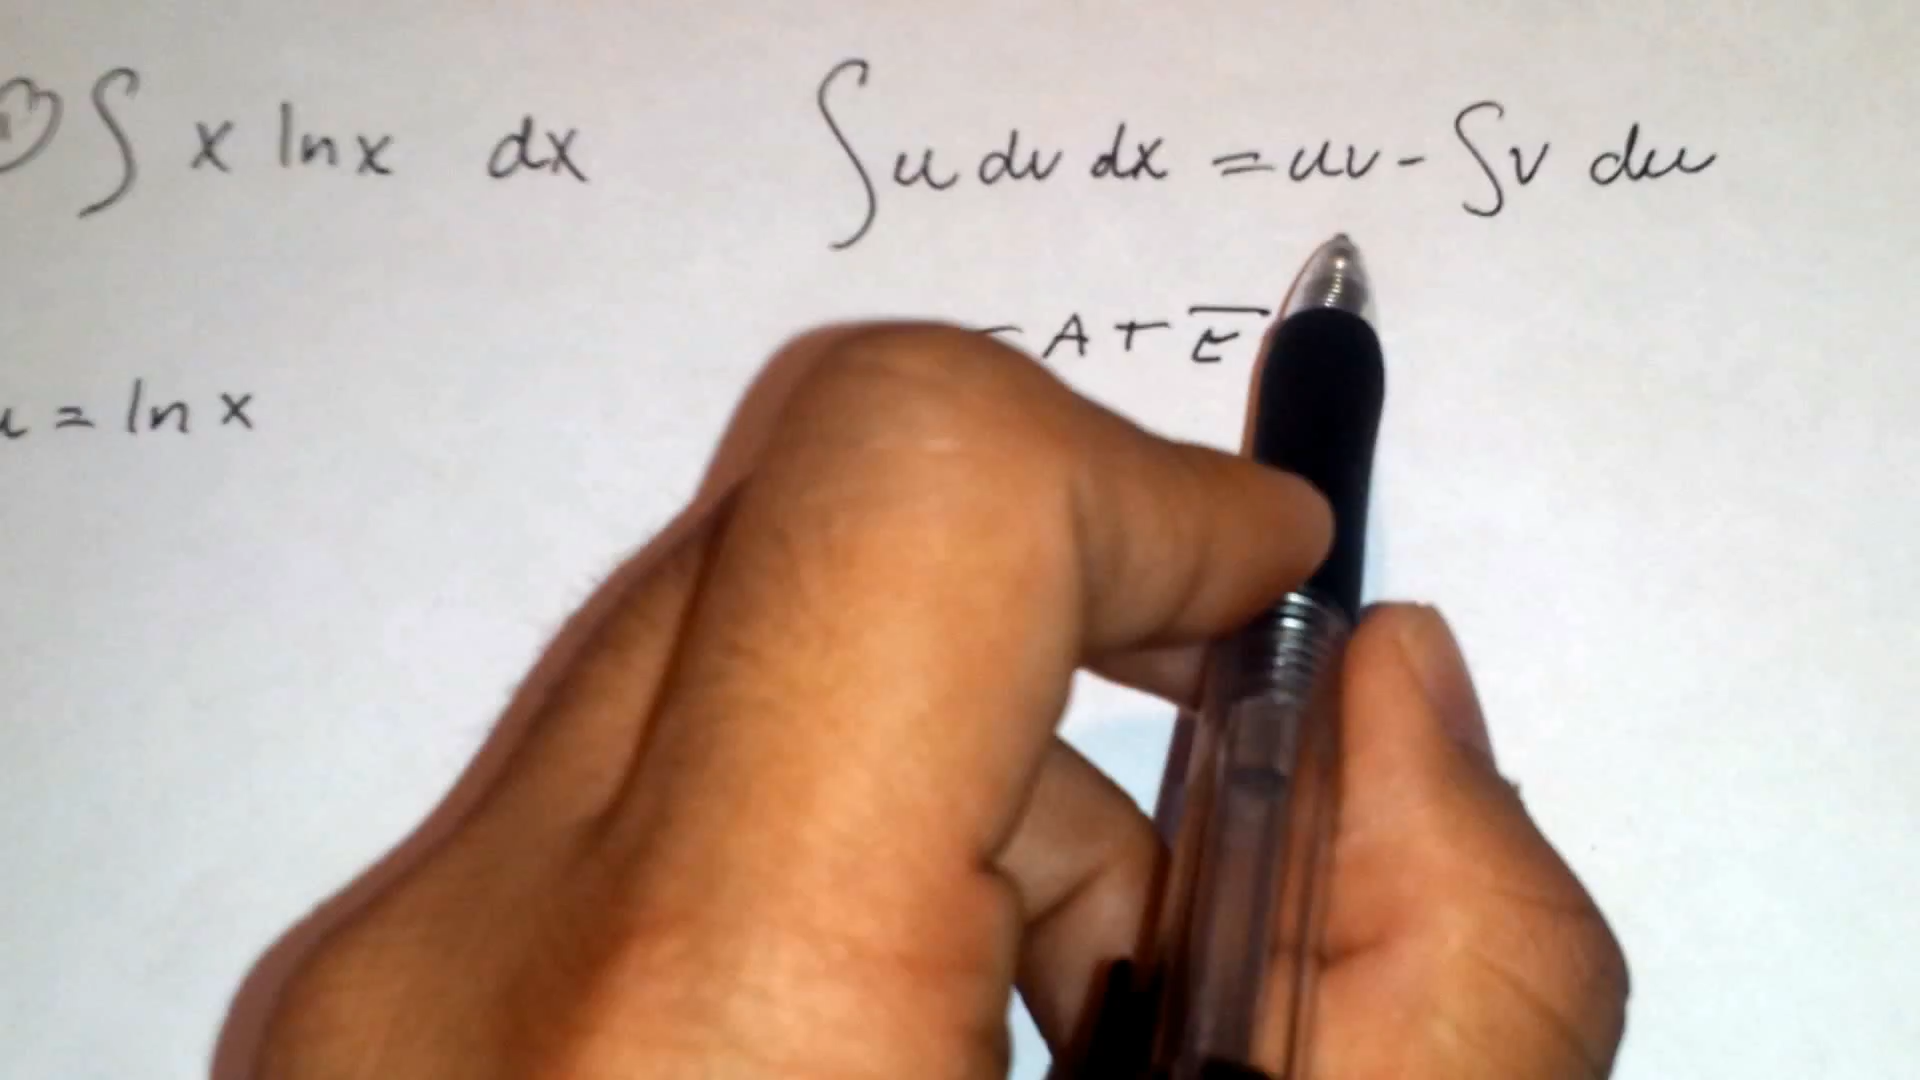 ∫ x ln x dx ∫ u dv dx = uv - ∫ v du
A T E
u = ln x